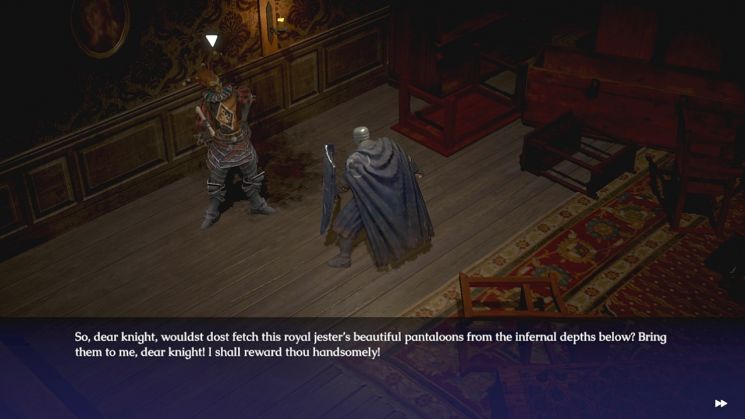 So, dear knight, wouldst dost fetch this royal jester's beautiful pantaloons from the infernal depths below? Bring
them to me, dear knight! I shall reward thou handsomely!